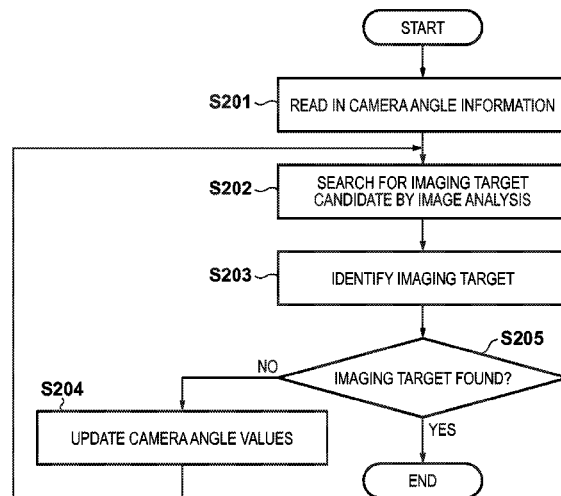 START
S201
READ IN CAMERA ANGLE INFORMATION
S202
SEARCH FOR IMAGING TARGET
CANDIDATE BY IMAGE ANALYSIS
S203
IDENTIFY IMAGING TARGET
S205
IMAGING TARGET FOUND?
NO
S204
UPDATE CAMERA ANGLE VALUES
YES
END